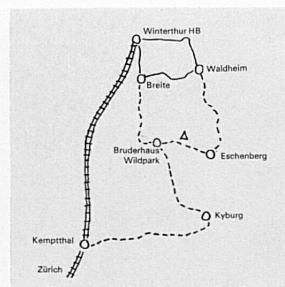 Winterthur HB
Waldheim
Breite
Bruderhaus
Wildpark
Eschenberg
Kyburg
Kemptthal
Zürich